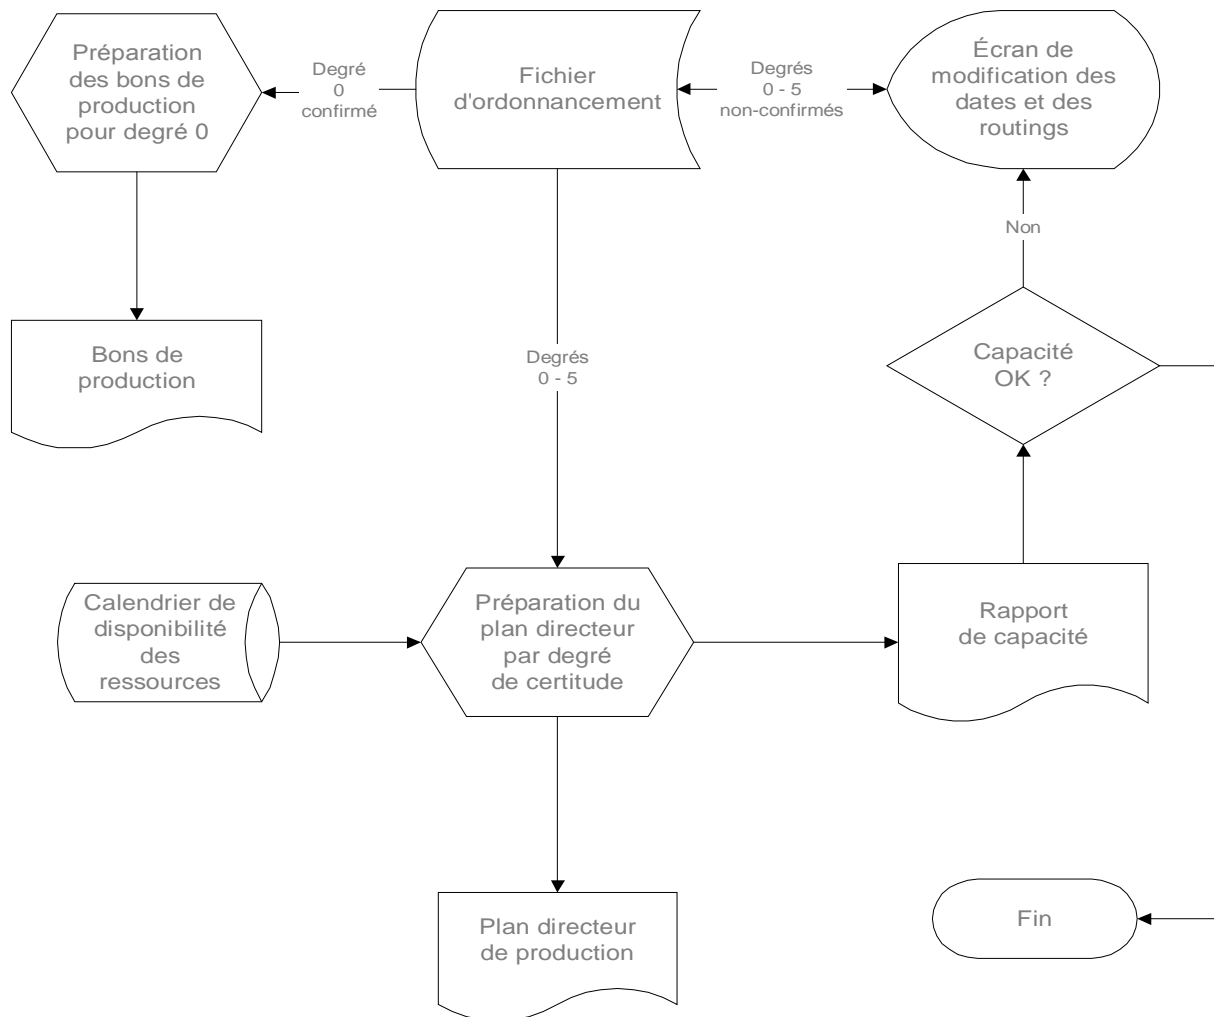 Préparation
des bons de
production
pour degré 0
Degré
0
confirmé
Fichier
d'ordonnancement
Degrés
0 - 5
non-confirmés
Écran de
modification des
dates et des
routings
Non
Bons de
production
Degrés
0 - 5
Capacité
OK ?
Calendrier de
disponibilité
des
ressources
Préparation du
plan directeur
par degré
de certitude
Rapport
de capacité
Plan directeur
de production
Fin